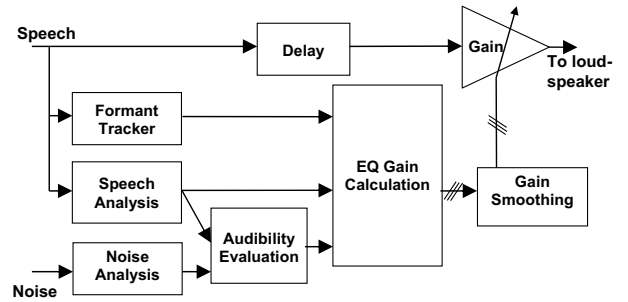 Speech
Delay
Gain
To loud-
speaker
Formant
Tracker
EQ Gain
Calculation
Speech
Analysis
Gain
Smoothing
Audibility
Evaluation
Noise
Analysis
Noise